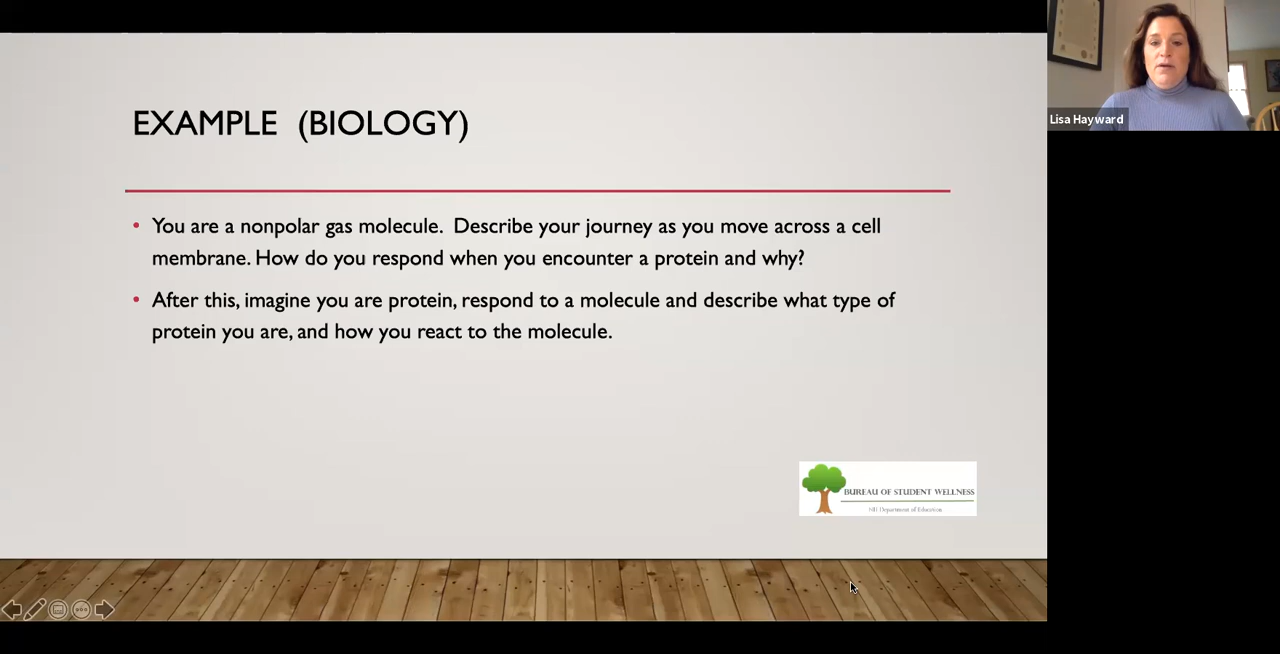 Lisa Hayward
EXAMPLE (BIOLOGY)
• You are a nonpolar gas molecule. Describe your journey as you move across a cell
membrane. How do you respond when you encounter a protein and why?
• After this, imagine you are protein, respond to a molecule and describe what type of
protein you are, and how you react to the molecule.
BUREAU OF STUDENT WELLNESS
NH Department of Education